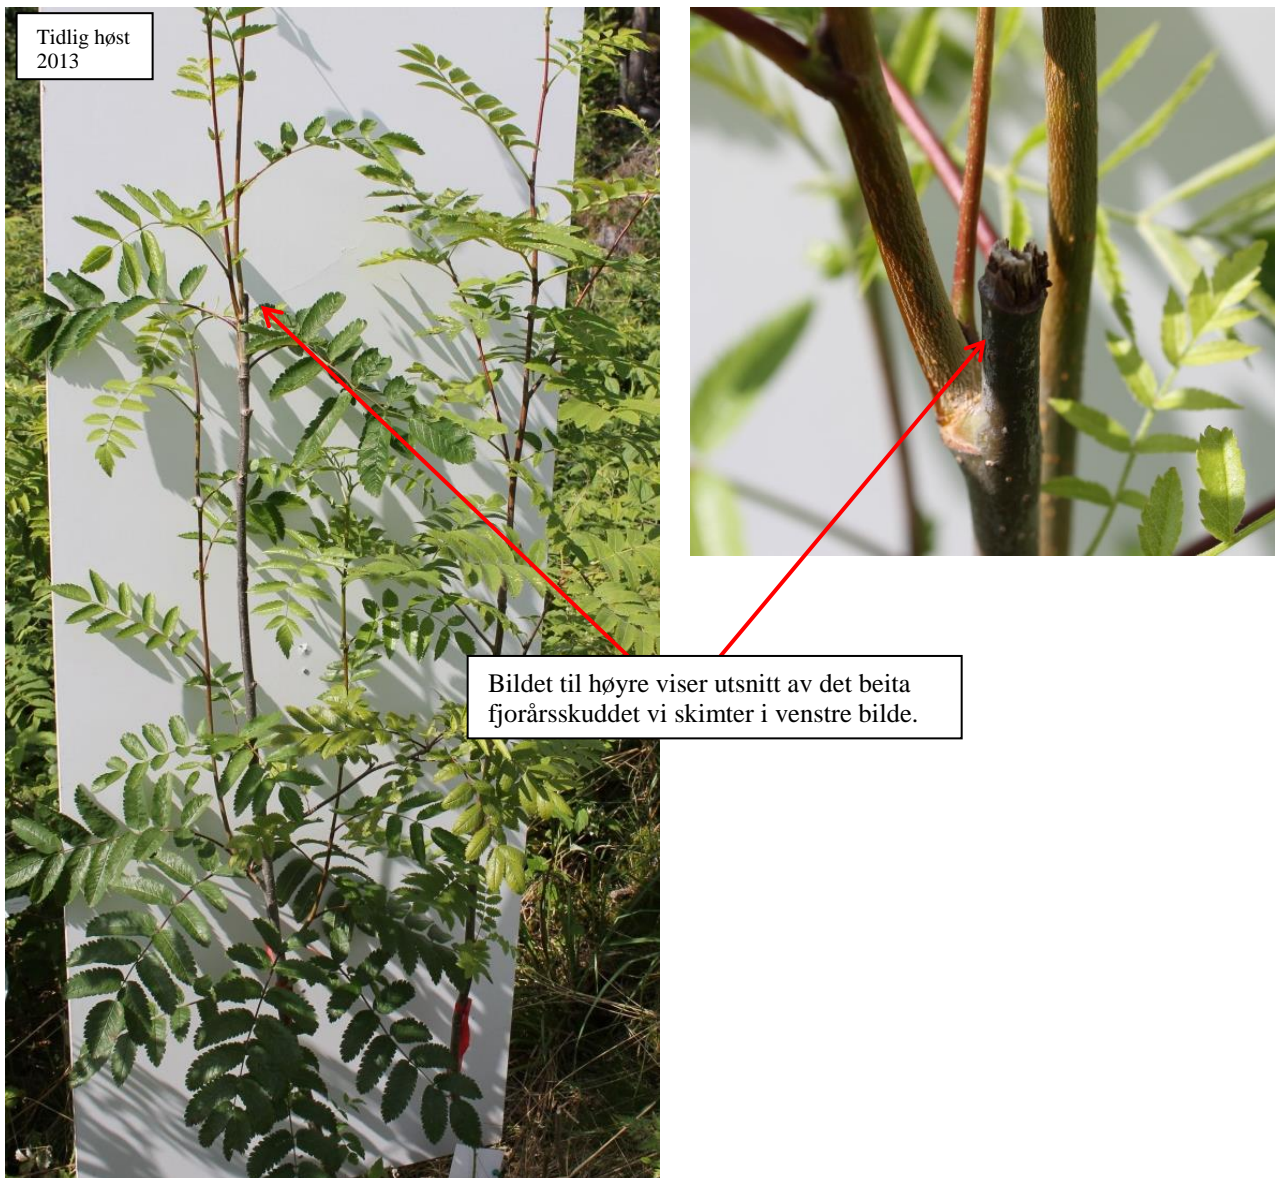 Tidlig høst
2013
Bildet til høyre viser utsnitt av det beita
fjorårsskuddet vi skimter i venstre bilde.